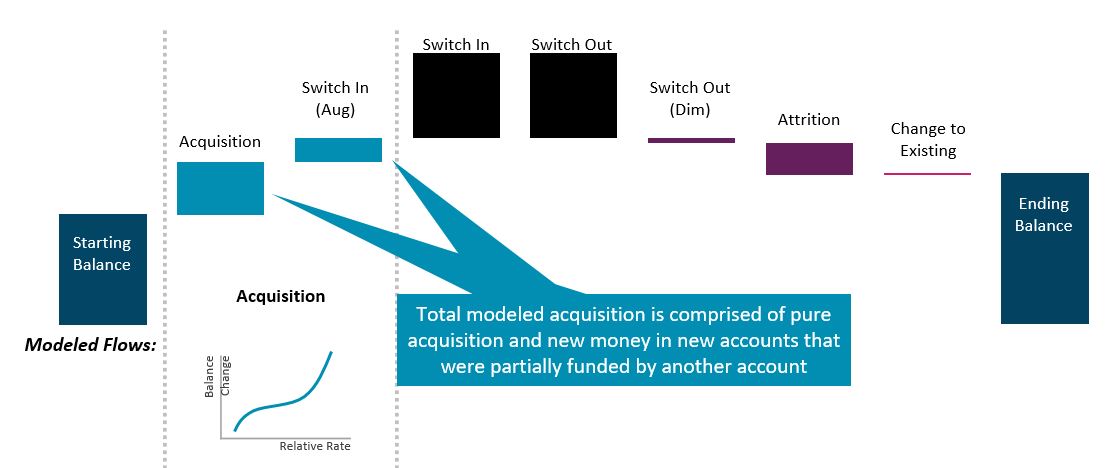 Switch In
Switch Out
Switch In
(Aug)
Switch Out
(Dim)
Acquisition
Attrition
Change to
Existing
Starting
Balance
Ending
Balance
Modeled Flows:
Acquisition
Total modeled acquisition is comprised of pure
acquisition and new money in new accounts that
were partially funded by another account
Balance
Change
Relative Rate